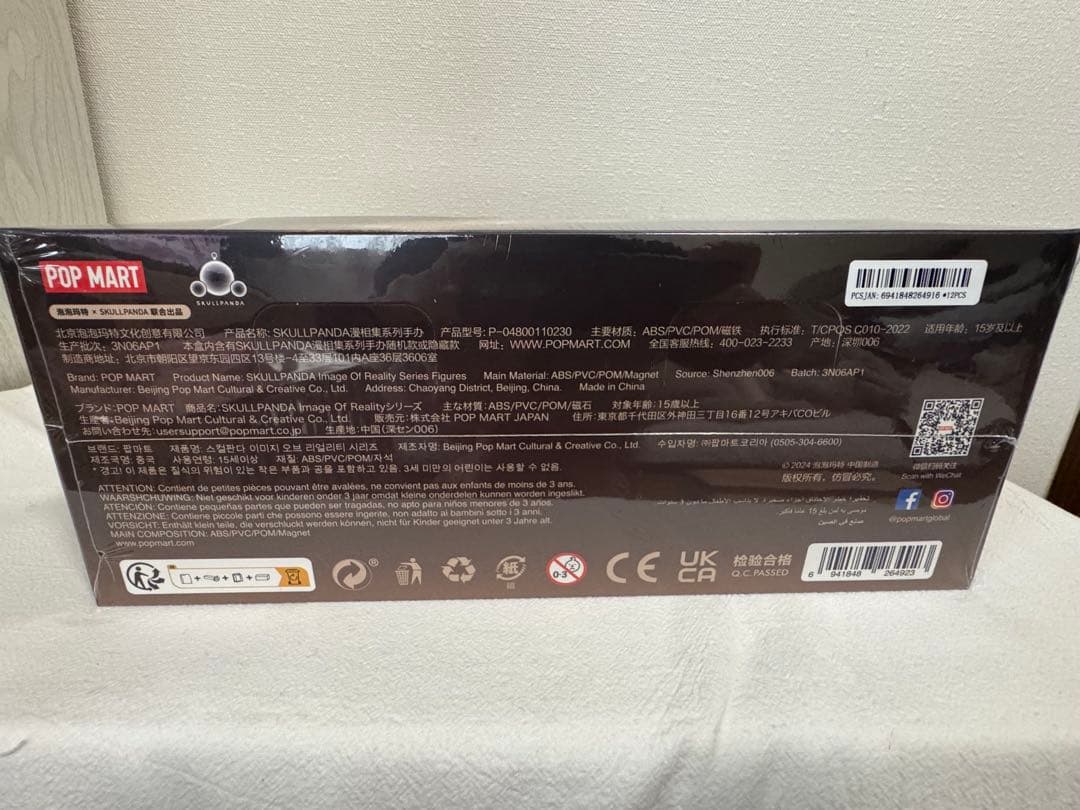 POP MART
SKULLPANDA
泡泡玛特 × SKULLPANDA 联合出品
PCSJAN: 6941848264916 *12PCS
北京泡泡玛特文化创意有限公司 产品名称: SKULLPANDA漫相集系列手办 产品型号: P-04800110230 主要材质: ABS/PVC/POM/磁铁 执行标准: T/CPQS C010-2022 适用年龄: 15岁及以上
生产批次: 3N06AP1 本盒内含有SKULLPANDA漫相集系列手办随机款或隐藏款 网址: WWW.POPMART.COM 全国客服热线: 400-023-2233 产地: 深圳006
制造商地址: 北京市朝阳区望京东园四区13号楼-4至33层101内A座36层3606室
Brand: POP MART Product Name: SKULLPANDA Image Of Reality Series Figures Main Material: ABS/PVC/POM/Magnet Source: Shenzhen006 Batch: 3N06AP1
Manufacturer: Beijing Pop Mart Cultural & Creative Co., Ltd. Address: Chaoyang District, Beijing, China. Made in China
ブランド:POP MART 商品名:SKULLPANDA Image Of Realityシリーズ 主な材質:ABS/PVC/POM/磁石 対象年齢:15歳以上
生産者:Beijing Pop Mart Cultural & Creative Co., Ltd. 販売元:株式会社 POP MART JAPAN 住所:東京都千代田区外神田三丁目16番12号アキバCOビル
お問い合わせ先:usersupport@popmart.co.jp 生産地:中国(深セン006)
브랜드: 팝마트 제품명: 스컬판다 이미지 오브 리얼리티 시리즈 제조자명: Beijing Pop Mart Cultural & Creative Co., Ltd. 수입자명: ㈜팝마트코리아 (0505-304-6600)
제조국명: 중국 사용연령: 15세이상 재질: ABS/PVC/POM/자석
* 경고! 이 제품은 질식의 위험이 있는 작은 부품과 공을 포함하고 있음. 3세 미만의 어린이는 사용할 수 없음.
微信扫码关注
Scan with WeChat
© 2024 泡泡玛特 中国制造
版权所有，仿冒必究。
ATTENTION: Contient de petites pièces pouvant être avalées, ne convient pas aux enfants de moins de 3 ans.
WAARSHCHUWING: Niet geschikt voor kinderen onder 3 jaar omdat kleine onderdelen kunnen worden ingeslikt.
ATENCIÓN: Contiene pequeñas partes que pueden ser tragadas, no apto para niños menores de 3 años.
ATTENZIONE: Contiene piccole parti che possono essere ingerite, non adatto ai bambini sotto i 3 anni.
VORSICHT: Enthält klein teile, die verschluckt werden können, nicht für Kinder geeignet unter 3 Jahre alt.
MAIN COMPOSITION: ABS/PVC/POM/Magnet
www.popmart.com
صنع في الصين
@popmartglobal
®
紙
紙
0-3
CE
UK
CA
检验合格
Q.C.PASSED
6 941848 264923